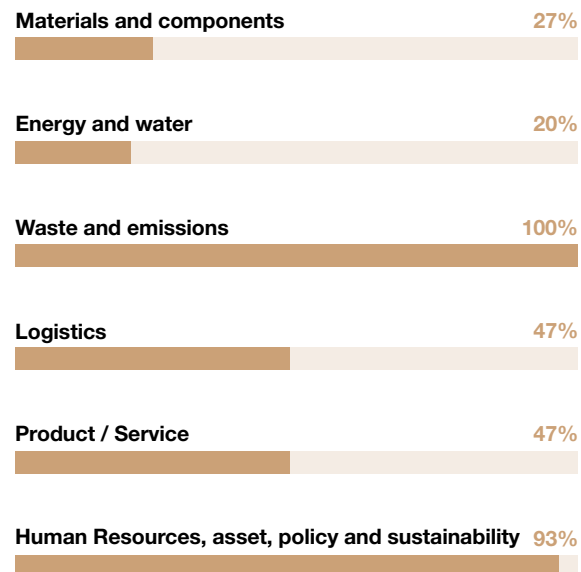 Materials and components 27%
Energy and water 20%
Waste and emissions 100%
Logistics 47%
Product / Service 47%
Human Resources, asset, policy and sustainability 93%